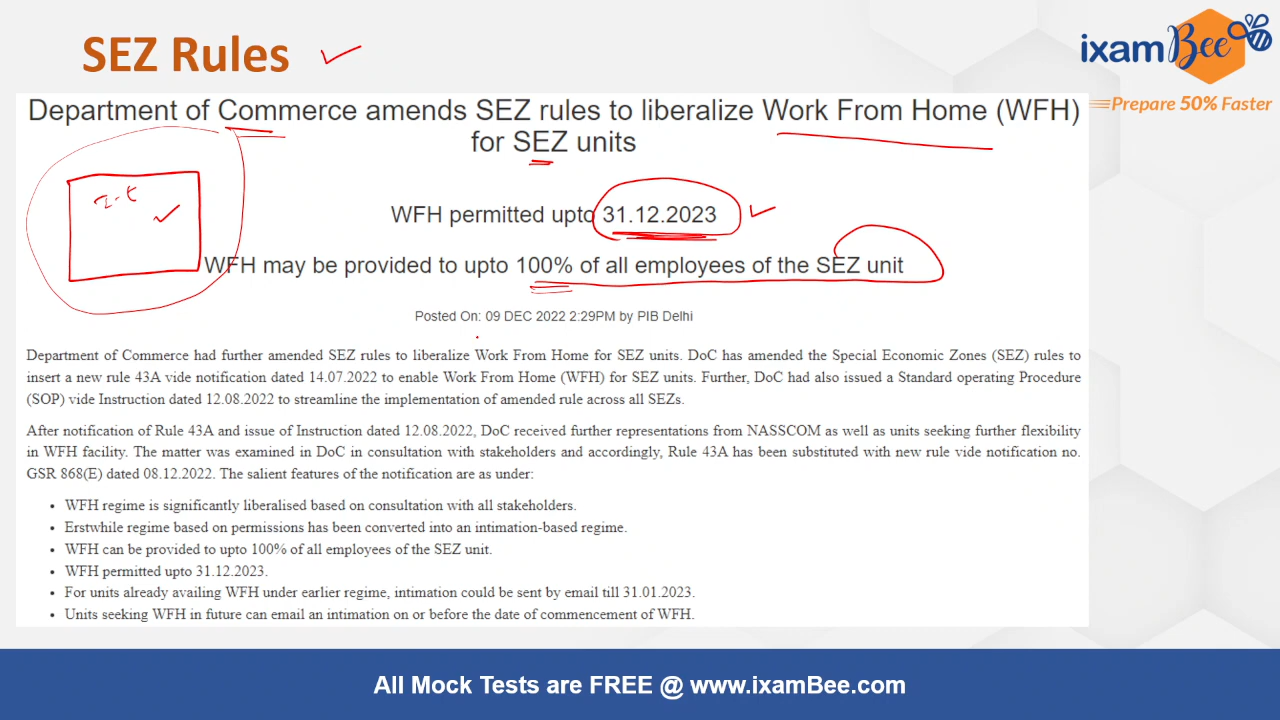 SEZ Rules
ixamBee
Prepare 50% Faster
Department of Commerce amends SEZ rules to liberalize Work From Home (WFH)
for SEZ units
WFH permitted upto 31.12.2023
WFH may be provided to upto 100% of all employees of the SEZ unit
Posted On: 09 DEC 2022 2:29PM by PIB Delhi
Department of Commerce had further amended SEZ rules to liberalize Work From Home for SEZ units. DoC has amended the Special Economic Zones (SEZ) rules to
insert a new rule 43A vide notification dated 14.07.2022 to enable Work From Home (WFH) for SEZ units. Further, DoC had also issued a Standard operating Procedure
(SOP) vide Instruction dated 12.08.2022 to streamline the implementation of amended rule across all SEZs.
After notification of Rule 43A and issue of Instruction dated 12.08.2022, DoC received further representations from NASSCOM as well as units seeking further flexibility
in WFH facility. The matter was examined in DoC in consultation with stakeholders and accordingly, Rule 43A has been substituted with new rule vide notification no.
GSR 868(E) dated 08.12.2022. The salient features of the notification are as under:
• WFH regime is significantly liberalised based on consultation with all stakeholders.
• Erstwhile regime based on permissions has been converted into an intimation-based regime.
• WFH can be provided to upto 100% of all employees of the SEZ unit.
• WFH permitted upto 31.12.2023.
• For units already availing WFH under earlier regime, intimation could be sent by email till 31.01.2023.
• Units seeking WFH in future can email an intimation on or before the date of commencement of WFH.
All Mock Tests are FREE @ www.ixamBee.com